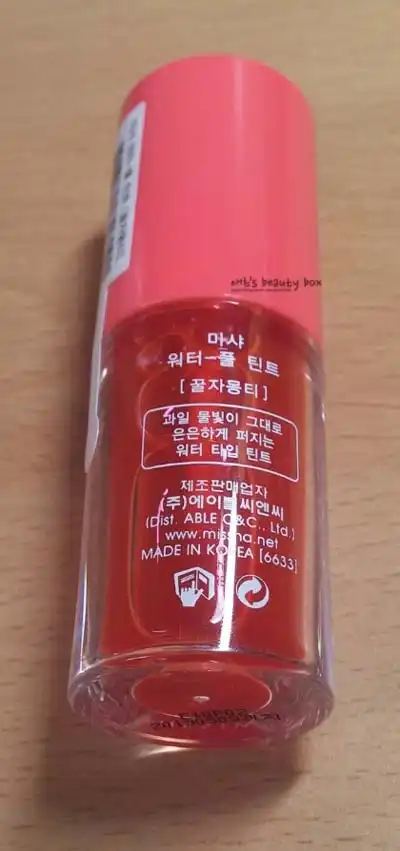 미샤
워터-풀 틴트
[꿀자몽티]
과일 물빛이 그대로
은은하게 퍼지는
워터 타입 틴트
제조판매업자
(주)에이블씨엔씨
(Dist. ABLE C&C., Ltd.)
www.missha.net
MADE IN KOREA [6633]
beauty box